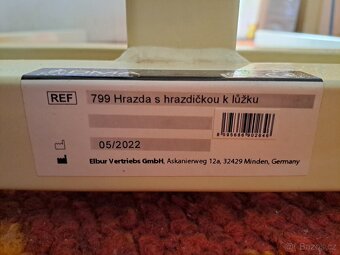 REF 799 Hrazda s hrazdičkou k lůžku
05/2022
Elbur Vertriebs GmbH, Askanierweg 12a, 32429 Minden, Germany